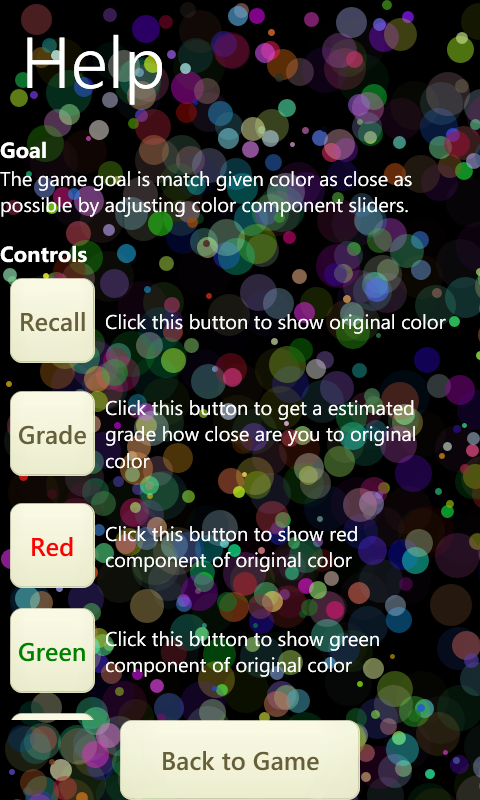 Help
Goal
The game goal is match given color as close as
possible by adjusting color component sliders.
Controls
Recall
Click this button to show original color
Grade
Click this button to get a estimated
grade how close are you to original
color
Red
Click this button to show red
component of original color
Green
Click this button to show green
component of original color
Back to Game